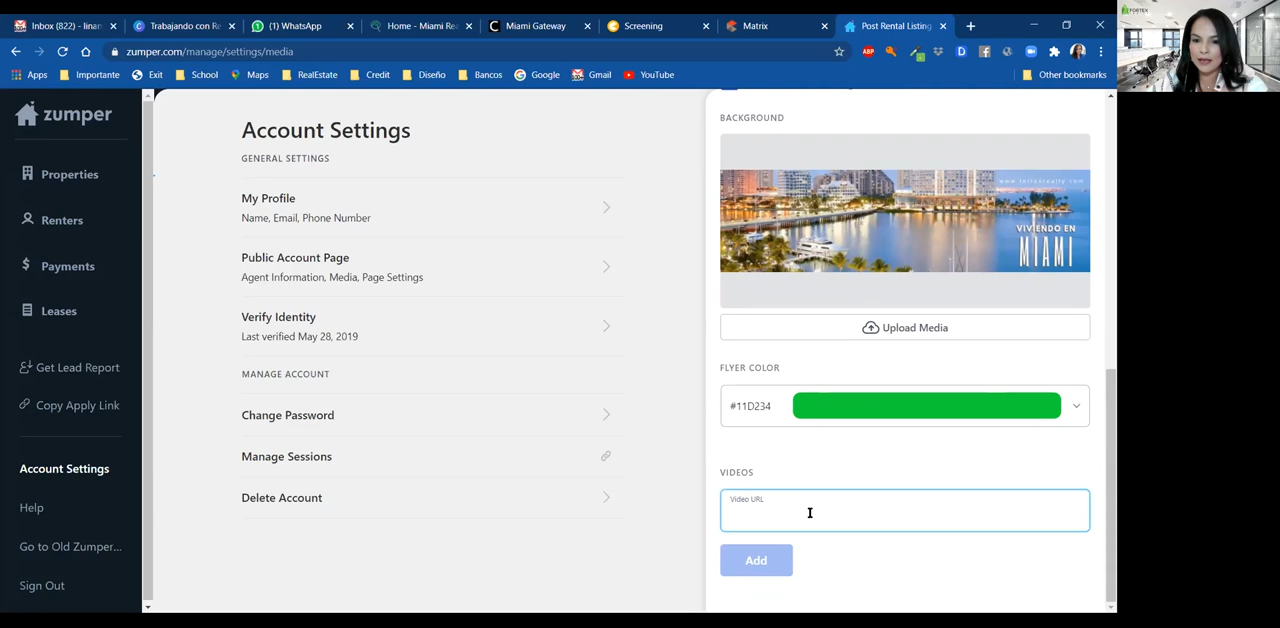 Inbox (822) - linan
Trabajando con Re
(1) WhatsApp
Home - Miami Rea
Miami Gateway
Screening
Matrix
Post Rental Listing
zumper.com/manage/settings/media
Apps
Importante
Exit
School
Maps
RealEstate
Credit
Diseño
Bancos
Google
Gmail
YouTube
Other bookmarks
zumper
Properties
Renters
Payments
Leases
Get Lead Report
Copy Apply Link
Account Settings
Help
Go to Old Zumper...
Sign Out
Account Settings
GENERAL SETTINGS
My Profile
Name, Email, Phone Number
Public Account Page
Agent Information, Media, Page Settings
Verify Identity
Last verified May 28, 2019
MANAGE ACCOUNT
Change Password
Manage Sessions
Delete Account
BACKGROUND
VIVIENDO EN
MIAMI
Upload Media
FLYER COLOR
#11D234
VIDEOS
Video URL
Add
FORTEX